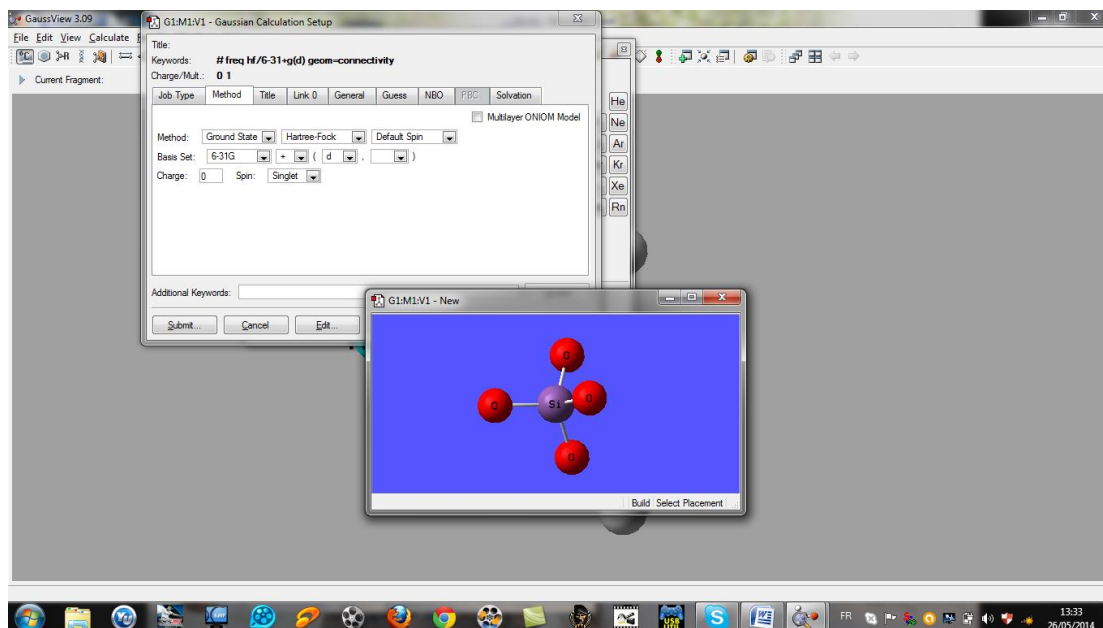 GaussView 3.09
File Edit View Calculate
Current Fragment:
G1:M1:V1 - Gaussian Calculation Setup
Title:
Keywords: # freq hf/6-31+g(d) geom=connectivity
Charge/Mult.: 0 1
Job Type Method Title Link 0 General Guess NBO PBC Solvation
Multilayer ONIOM Model
Method: Ground State Hartree-Fock Default Spin
Basis Set: 6-31G + ( d , )
Charge: 0 Spin: Singlet
Additional Keywords:
Submit... Cancel Edit...
He
Ne
Ar
Kr
Xe
Rn
G1:M1:V1 - New
O
O
Si
O
O
Build Select Placement
FR
13:33
26/05/2014